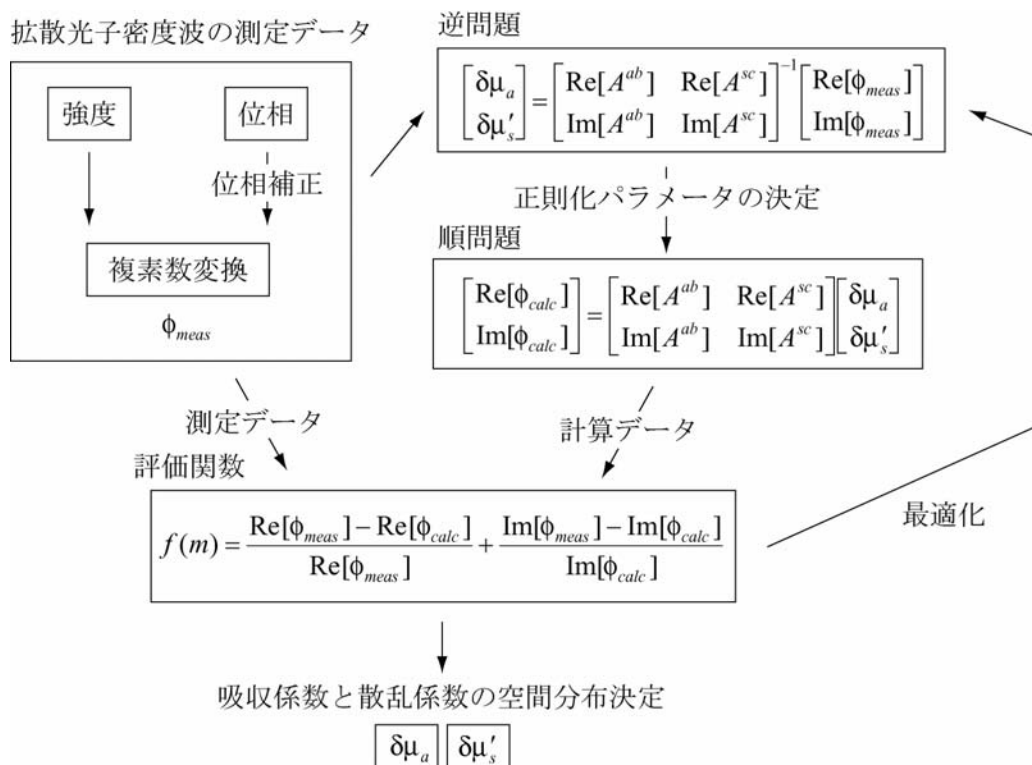 拡散光子密度波の測定データ
強度
位相
位相補正
複素数変換
ϕ_meas
逆問題
[δμ_a δμ′_s] = [Re[A^ab] Re[A^sc] Im[A^ab] Im[A^sc]]^−1 [Re[ϕ_meas] Im[ϕ_meas]]
正則化パラメータの決定
順問題
[Re[ϕ_calc] Im[ϕ_calc]] = [Re[A^ab] Re[A^sc] Im[A^ab] Im[A^sc]] [δμ_a δμ′_s]
測定データ
計算データ
評価関数
f(m) = (Re[ϕ_meas] − Re[ϕ_calc]) / Re[ϕ_meas] + (Im[ϕ_meas] − Im[ϕ_calc]) / Im[ϕ_calc]
最適化
吸収係数と散乱係数の空間分布決定
δμ_a δμ′_s